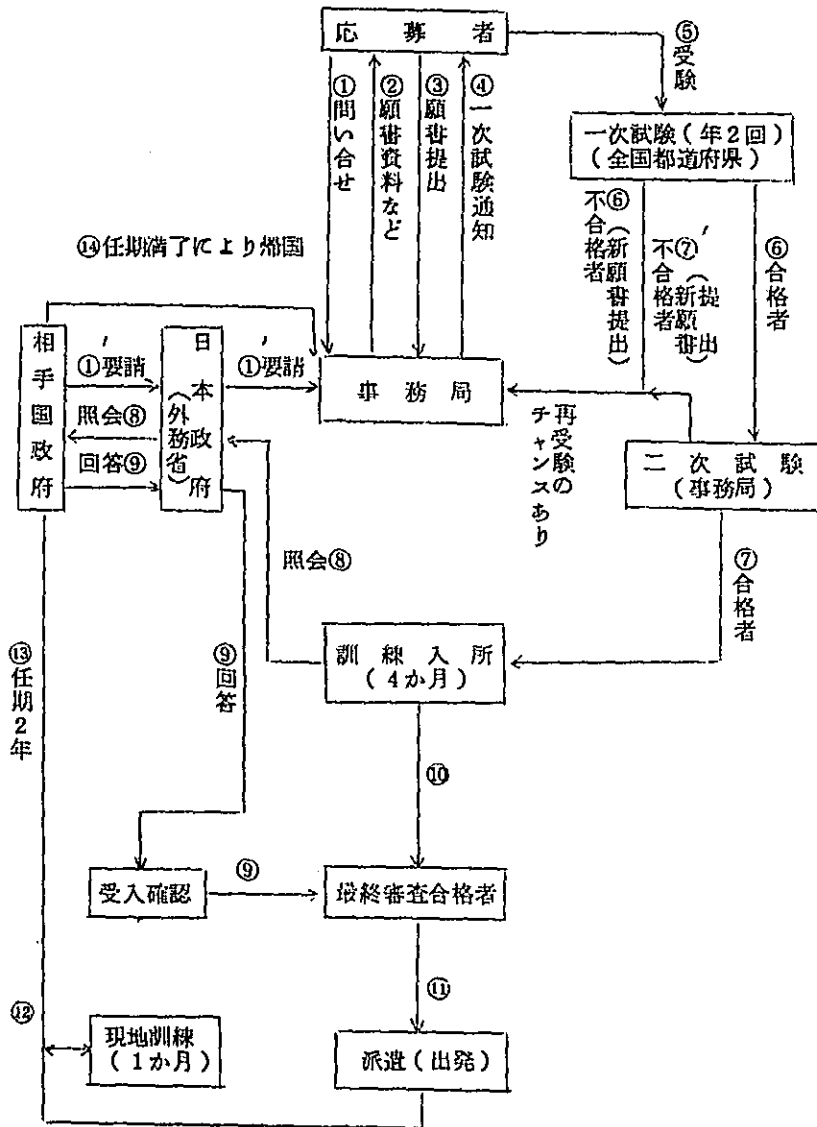 応募者
⑤受験
①問い合せ
②願書資料など
③願書提出
④一次試験通知
一次試験(年2回)
(全国都道府県)
⑥(新願書提出)
不合格者
⑦'(新願書)
提出
不合格者
⑥合格者
⑭任期満了により帰国
相手国政府
①'要請
照会⑧
回答⑨
日本政府
(外務省)
①'要請
事務局
再受験の
チャンスあり
二次試験
(事務局)
照会⑧
⑦合格者
訓練入所
(4か月)
⑬任期2年
⑨回答
⑩
受入確認
⑨
最終審査合格者
⑪
⑫
現地訓練
(1か月)
派遣(出発)